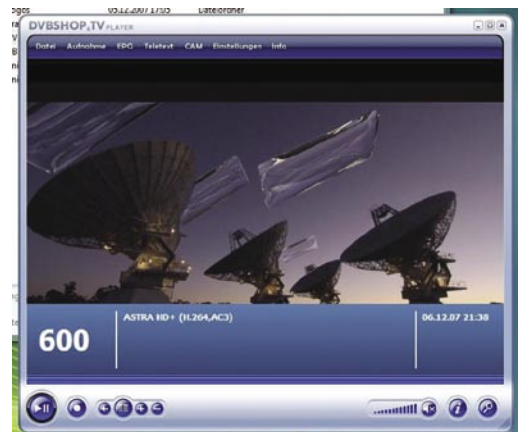 05.12.2007 17:05 Dateiordner
DVBSHOP.TV PLAYER
Datei Aufnahme EPG Teletext CAM Einstellungen Info
ASTRA HD+ (H.264,AC3) 06.12.07 21:38
600